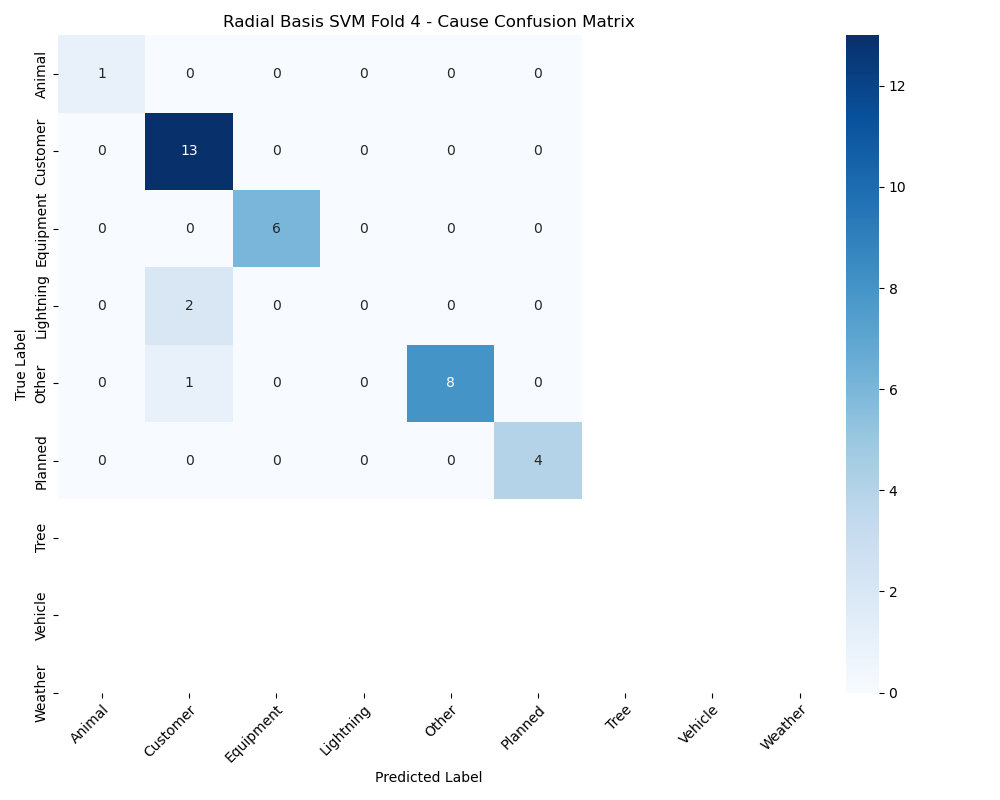 Radial Basis SVM Fold 4 - Cause Confusion Matrix
True Label
Animal
1 0 0 0 0 0
Customer
0 13 0 0 0 0
Equipment
0 0 6 0 0 0
Lightning
0 2 0 0 0 0
Other
0 1 0 0 8 0
Planned
0 0 0 0 0 4
Tree
Vehicle
Weather
Animal Customer Equipment Lightning Other Planned Tree Vehicle Weather
Predicted Label
12
10
8
6
4
2
0